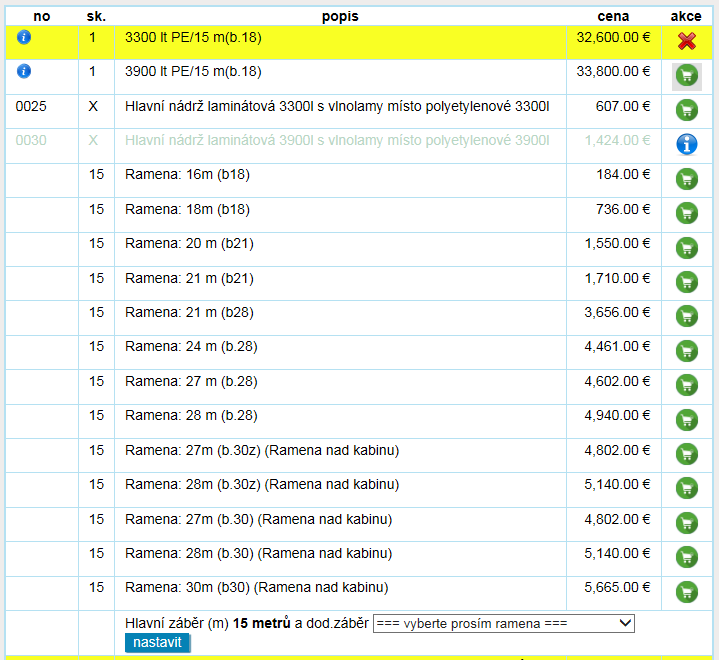 no sk. popis cena akce
1 3300 lt PE/15 m(b.18) 32,600.00 €
1 3900 lt PE/15 m(b.18) 33,800.00 €
0025 X Hlavní nádrž laminátová 3300l s vlnolamy místo polyetylenové 3300l 607.00 €
0030 X Hlavní nádrž laminátová 3900l s vlnolamy místo polyetylenové 3900l 1,424.00 €
15 Ramena: 16m (b18) 184.00 €
15 Ramena: 18m (b18) 736.00 €
15 Ramena: 20 m (b21) 1,550.00 €
15 Ramena: 21 m (b21) 1,710.00 €
15 Ramena: 21 m (b28) 3,656.00 €
15 Ramena: 24 m (b.28) 4,461.00 €
15 Ramena: 27 m (b.28) 4,602.00 €
15 Ramena: 28 m (b.28) 4,940.00 €
15 Ramena: 27m (b.30z) (Ramena nad kabinu) 4,802.00 €
15 Ramena: 28m (b.30z) (Ramena nad kabinu) 5,140.00 €
15 Ramena: 27m (b.30) (Ramena nad kabinu) 4,802.00 €
15 Ramena: 28m (b.30) (Ramena nad kabinu) 5,140.00 €
15 Ramena: 30m (b30) (Ramena nad kabinu) 5,665.00 €
Hlavní záběr (m) 15 metrů a dod.záběr === vyberte prosím ramena ===
nastavit